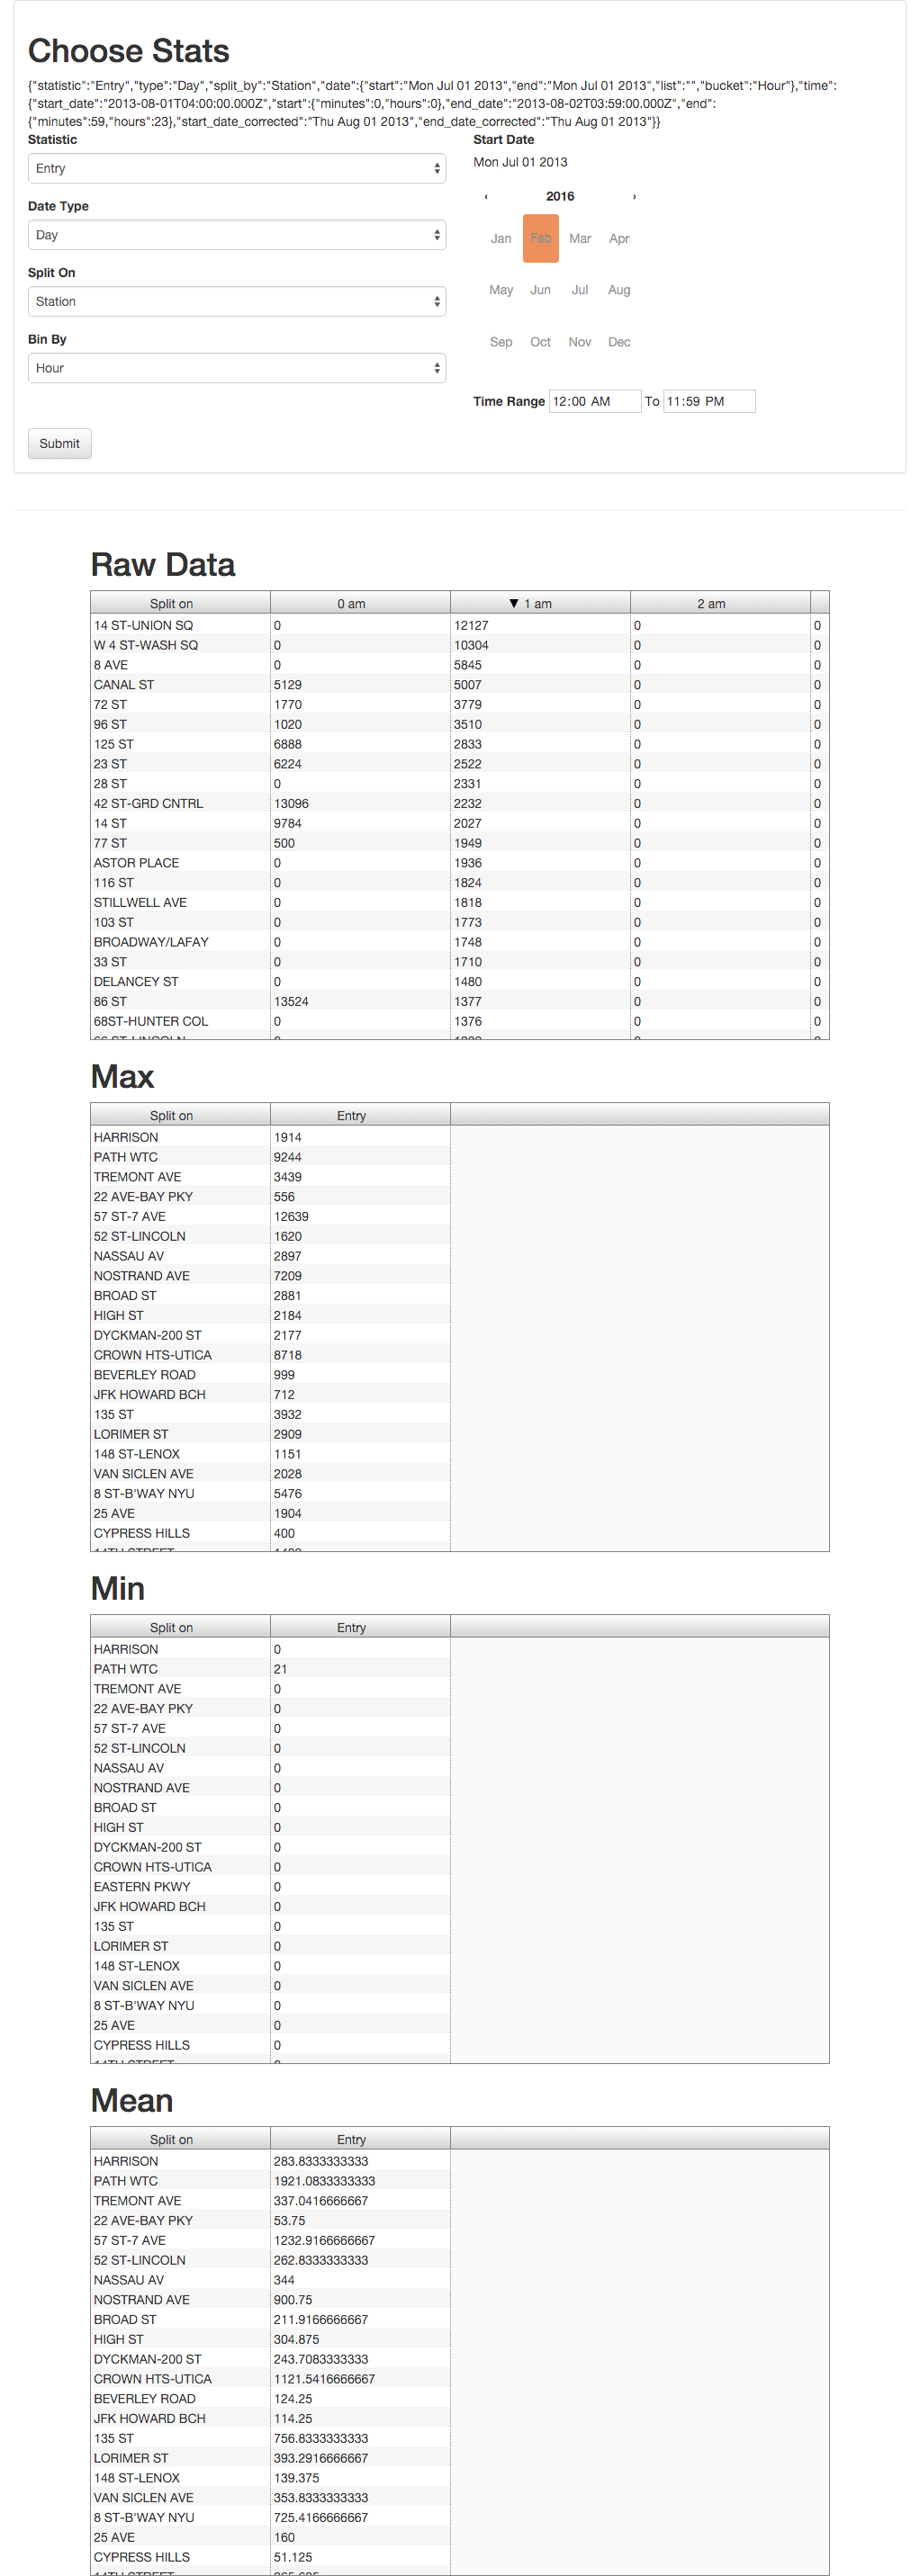 Choose Stats
{"statistic":"Entry","type":"Day","split_by":"Station","date":{"start":"Mon Jul 01 2013","end":"Mon Jul 01 2013","list":"","bucket":"Hour"},"time":
{"start_date":"2013-08-01T04:00:00.000Z","start":{"minutes":0,"hours":0},"end_date":"2013-08-02T03:59:00.000Z","end":
{"minutes":59,"hours":23},"start_date_corrected":"Thu Aug 01 2013","end_date_corrected":"Thu Aug 01 2013"}}
Statistic
Entry
Date Type
Day
Split On
Station
Bin By
Hour
Start Date
Mon Jul 01 2013
‹ 2016 ›
Jan Feb Mar Apr
May Jun Jul Aug
Sep Oct Nov Dec
Time Range 12:00 AM To 11:59 PM
Submit
Raw Data
Split on 0 am ▼ 1 am 2 am
14 ST-UNION SQ 0 12127 0 0
W 4 ST-WASH SQ 0 10304 0 0
8 AVE 0 5845 0 0
CANAL ST 5129 5007 0 0
72 ST 1770 3779 0 0
96 ST 1020 3510 0 0
125 ST 6888 2833 0 0
23 ST 6224 2522 0 0
28 ST 0 2331 0 0
42 ST-GRD CNTRL 13096 2232 0 0
14 ST 9784 2027 0 0
77 ST 500 1949 0 0
ASTOR PLACE 0 1936 0 0
116 ST 0 1824 0 0
STILLWELL AVE 0 1818 0 0
103 ST 0 1773 0 0
BROADWAY/LAFAY 0 1748 0 0
33 ST 0 1710 0 0
DELANCEY ST 0 1480 0 0
86 ST 13524 1377 0 0
68ST-HUNTER COL 0 1376 0 0
Max
Split on Entry
HARRISON 1914
PATH WTC 9244
TREMONT AVE 3439
22 AVE-BAY PKY 556
57 ST-7 AVE 12639
52 ST-LINCOLN 1620
NASSAU AV 2897
NOSTRAND AVE 7209
BROAD ST 2881
HIGH ST 2184
DYCKMAN-200 ST 2177
CROWN HTS-UTICA 8718
BEVERLEY ROAD 999
JFK HOWARD BCH 712
135 ST 3932
LORIMER ST 2909
148 ST-LENOX 1151
VAN SICLEN AVE 2028
8 ST-B'WAY NYU 5476
25 AVE 1904
CYPRESS HILLS 400
14TH STREET
Min
Split on Entry
HARRISON 0
PATH WTC 21
TREMONT AVE 0
22 AVE-BAY PKY 0
57 ST-7 AVE 0
52 ST-LINCOLN 0
NASSAU AV 0
NOSTRAND AVE 0
BROAD ST 0
HIGH ST 0
DYCKMAN-200 ST 0
CROWN HTS-UTICA 0
EASTERN PKWY 0
JFK HOWARD BCH 0
135 ST 0
LORIMER ST 0
148 ST-LENOX 0
VAN SICLEN AVE 0
8 ST-B'WAY NYU 0
25 AVE 0
CYPRESS HILLS 0
14TH STREET 0
Mean
Split on Entry
HARRISON 283.8333333333
PATH WTC 1921.0833333333
TREMONT AVE 337.0416666667
22 AVE-BAY PKY 53.75
57 ST-7 AVE 1232.9166666667
52 ST-LINCOLN 262.8333333333
NASSAU AV 344
NOSTRAND AVE 900.75
BROAD ST 211.9166666667
HIGH ST 304.875
DYCKMAN-200 ST 243.7083333333
CROWN HTS-UTICA 1121.5416666667
BEVERLEY ROAD 124.25
JFK HOWARD BCH 114.25
135 ST 756.8333333333
LORIMER ST 393.2916666667
148 ST-LENOX 139.375
VAN SICLEN AVE 353.8333333333
8 ST-B'WAY NYU 725.4166666667
25 AVE 160
CYPRESS HILLS 51.125
14TH STREET